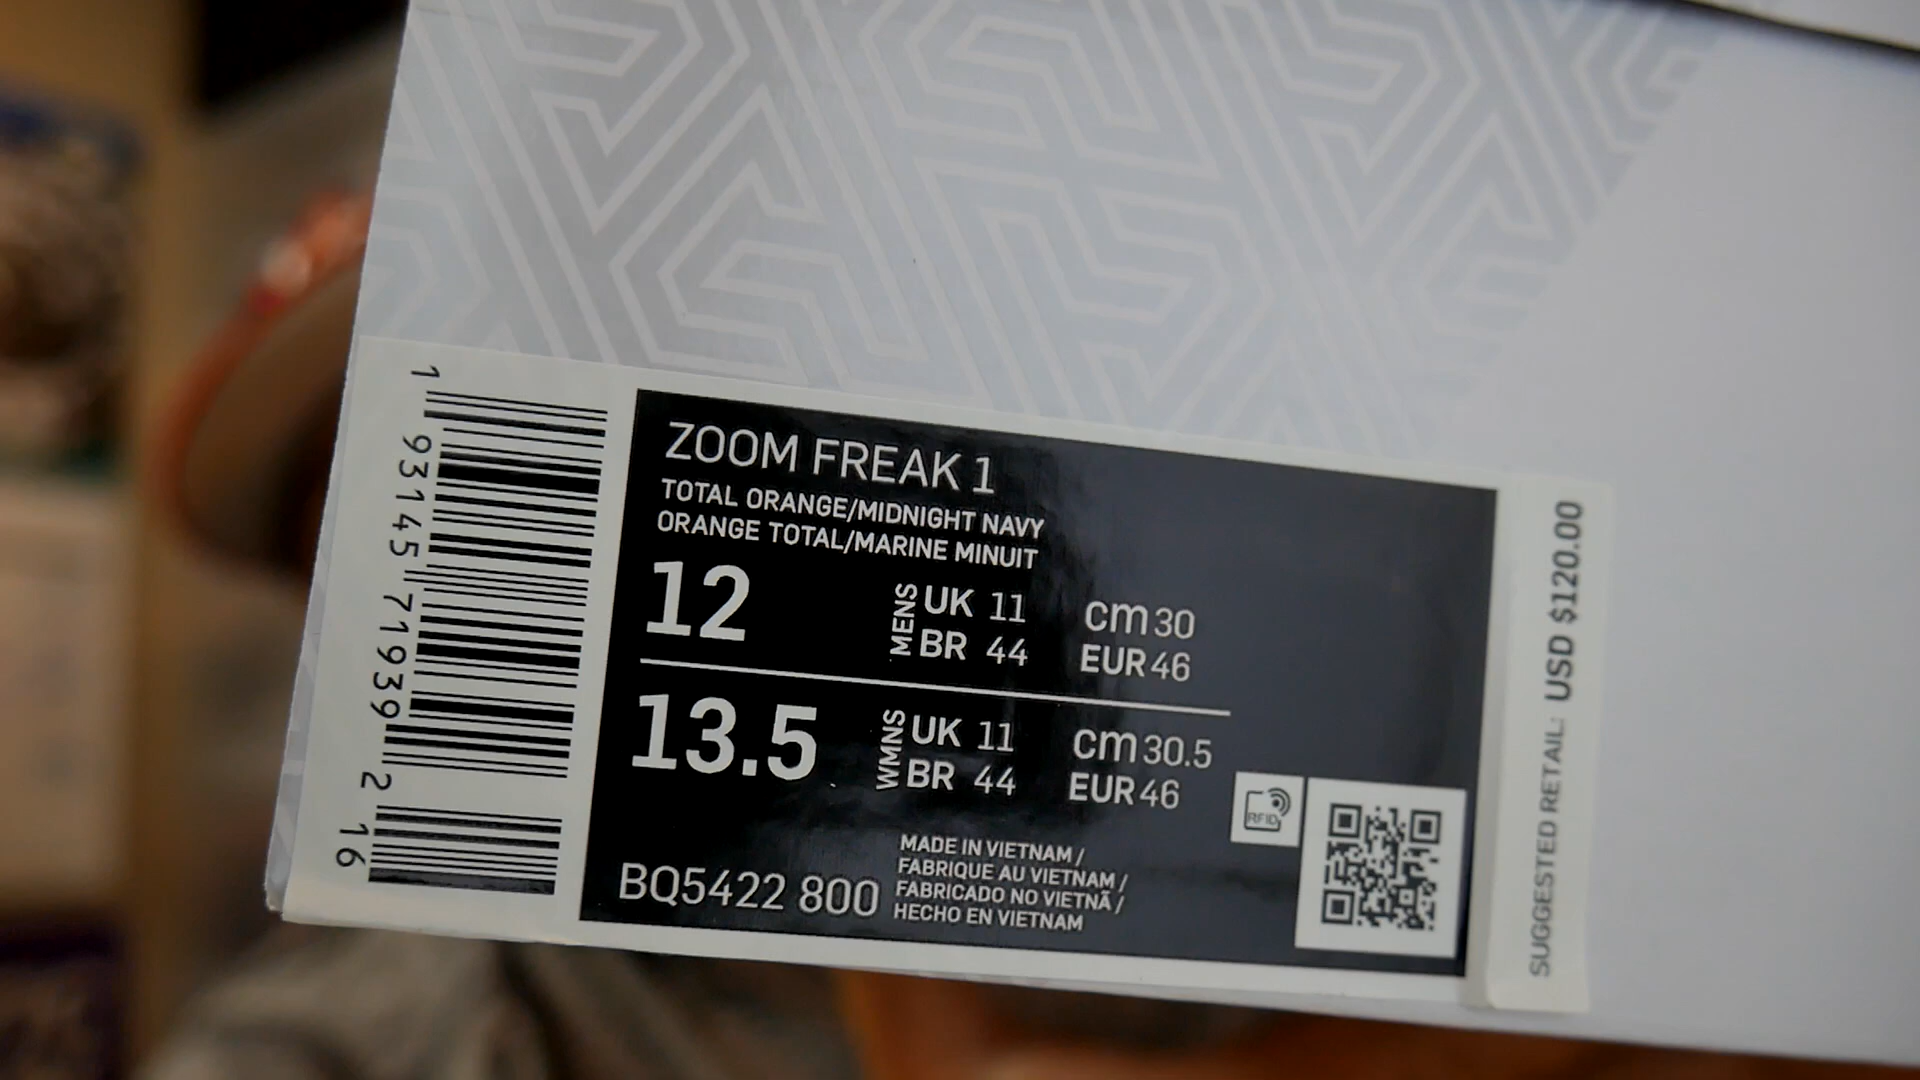 ZOOM FREAK 1
TOTAL ORANGE/MIDNIGHT NAVY
ORANGE TOTAL/MARINE MINUIT
12
MENS
UK 11
BR 44
cm 30
EUR 46
13.5
WMNS
UK 11
BR 44
cm 30.5
EUR 46
RFID
BQ5422 800
MADE IN VIETNAM /
FABRIQUE AU VIETNAM /
FABRICADO NO VIETNÃ /
HECHO EN VIETNAM
1 93145 71939 2 16
SUGGESTED RETAIL: USD $120.00